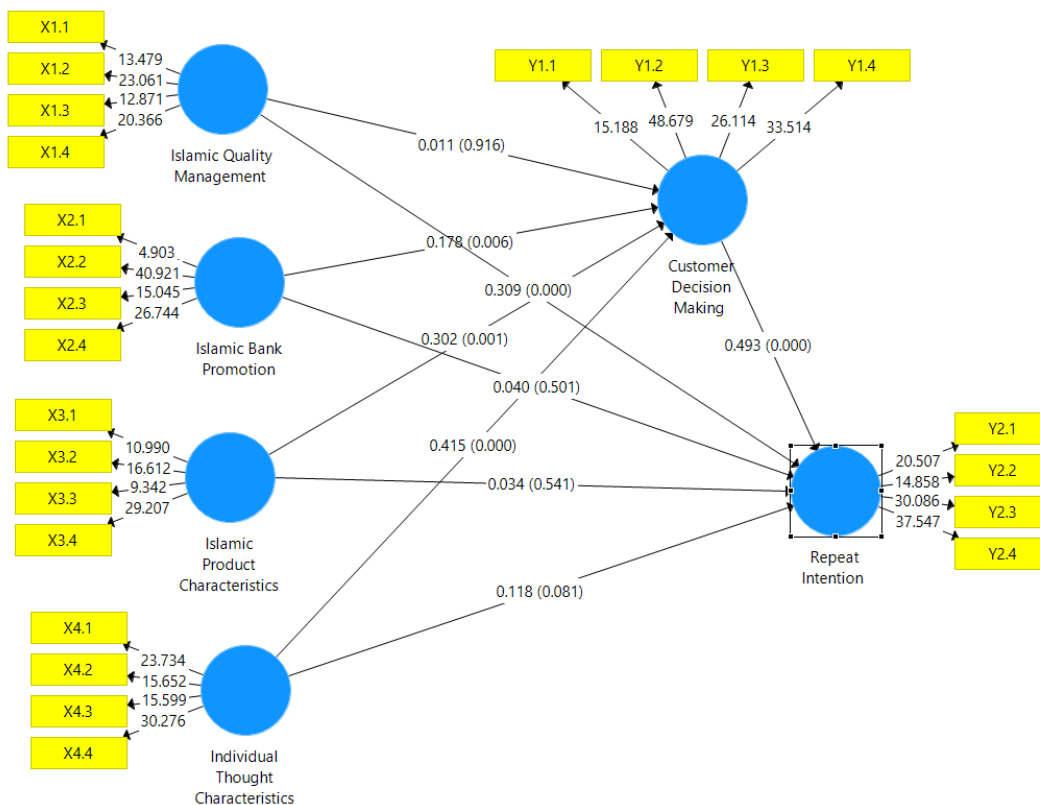 X1.1
13.479
X1.2
23.061
X1.3
12.871
X1.4
20.366
Islamic Quality
Management
Y1.1
Y1.2
Y1.3
Y1.4
15.188
48.679
26.114
33.514
0.011 (0.916)
Customer
Decision
Making
X2.1
4.903
X2.2
40.921
X2.3
15.045
X2.4
26.744
Islamic Bank
Promotion
0.178 (0.006)
0.309 (0.000)
0.302 (0.001)
0.493 (0.000)
0.040 (0.501)
X3.1
10.990
X3.2
16.612
X3.3
9.342
X3.4
29.207
Islamic
Product
Characteristics
0.415 (0.000)
0.034 (0.541)
Y2.1
20.507
Y2.2
14.858
Y2.3
30.086
Y2.4
37.547
Repeat
Intention
0.118 (0.081)
X4.1
23.734
X4.2
15.652
X4.3
15.599
X4.4
30.276
Individual
Thought
Characteristics